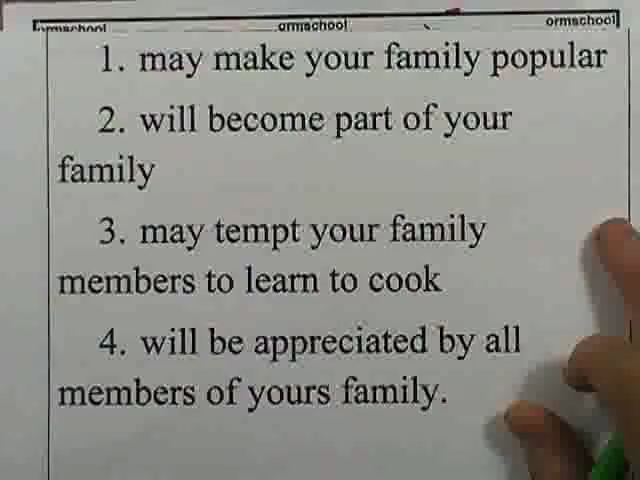 ormschool ormschool ormschool
1. may make your family popular
2. will become part of your
family
3. may tempt your family
members to learn to cook
4. will be appreciated by all
members of yours family.